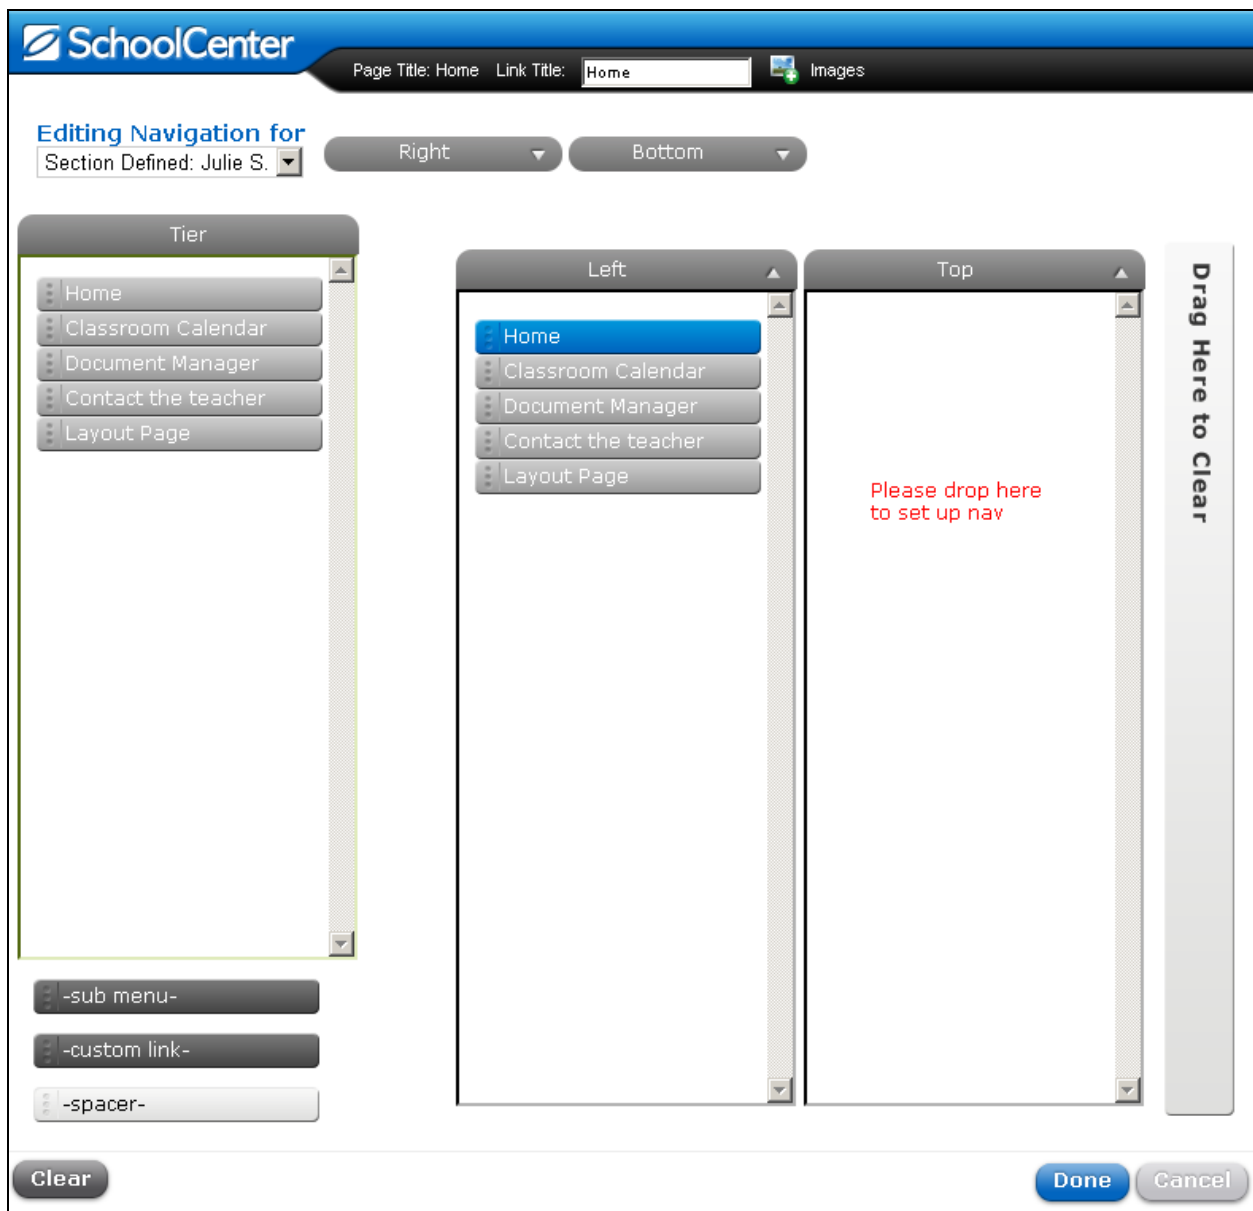 SchoolCenter
Page Title: Home Link Title: Home Images
Editing Navigation for
Section Defined: Julie S.
Right
Bottom
Tier
Home
Classroom Calendar
Document Manager
Contact the teacher
Layout Page
-sub menu-
-custom link-
-spacer-
Left
Home
Classroom Calendar
Document Manager
Contact the teacher
Layout Page
Top
Please drop here
to set up nav
Drag Here to Clear
Clear
Done
Cancel